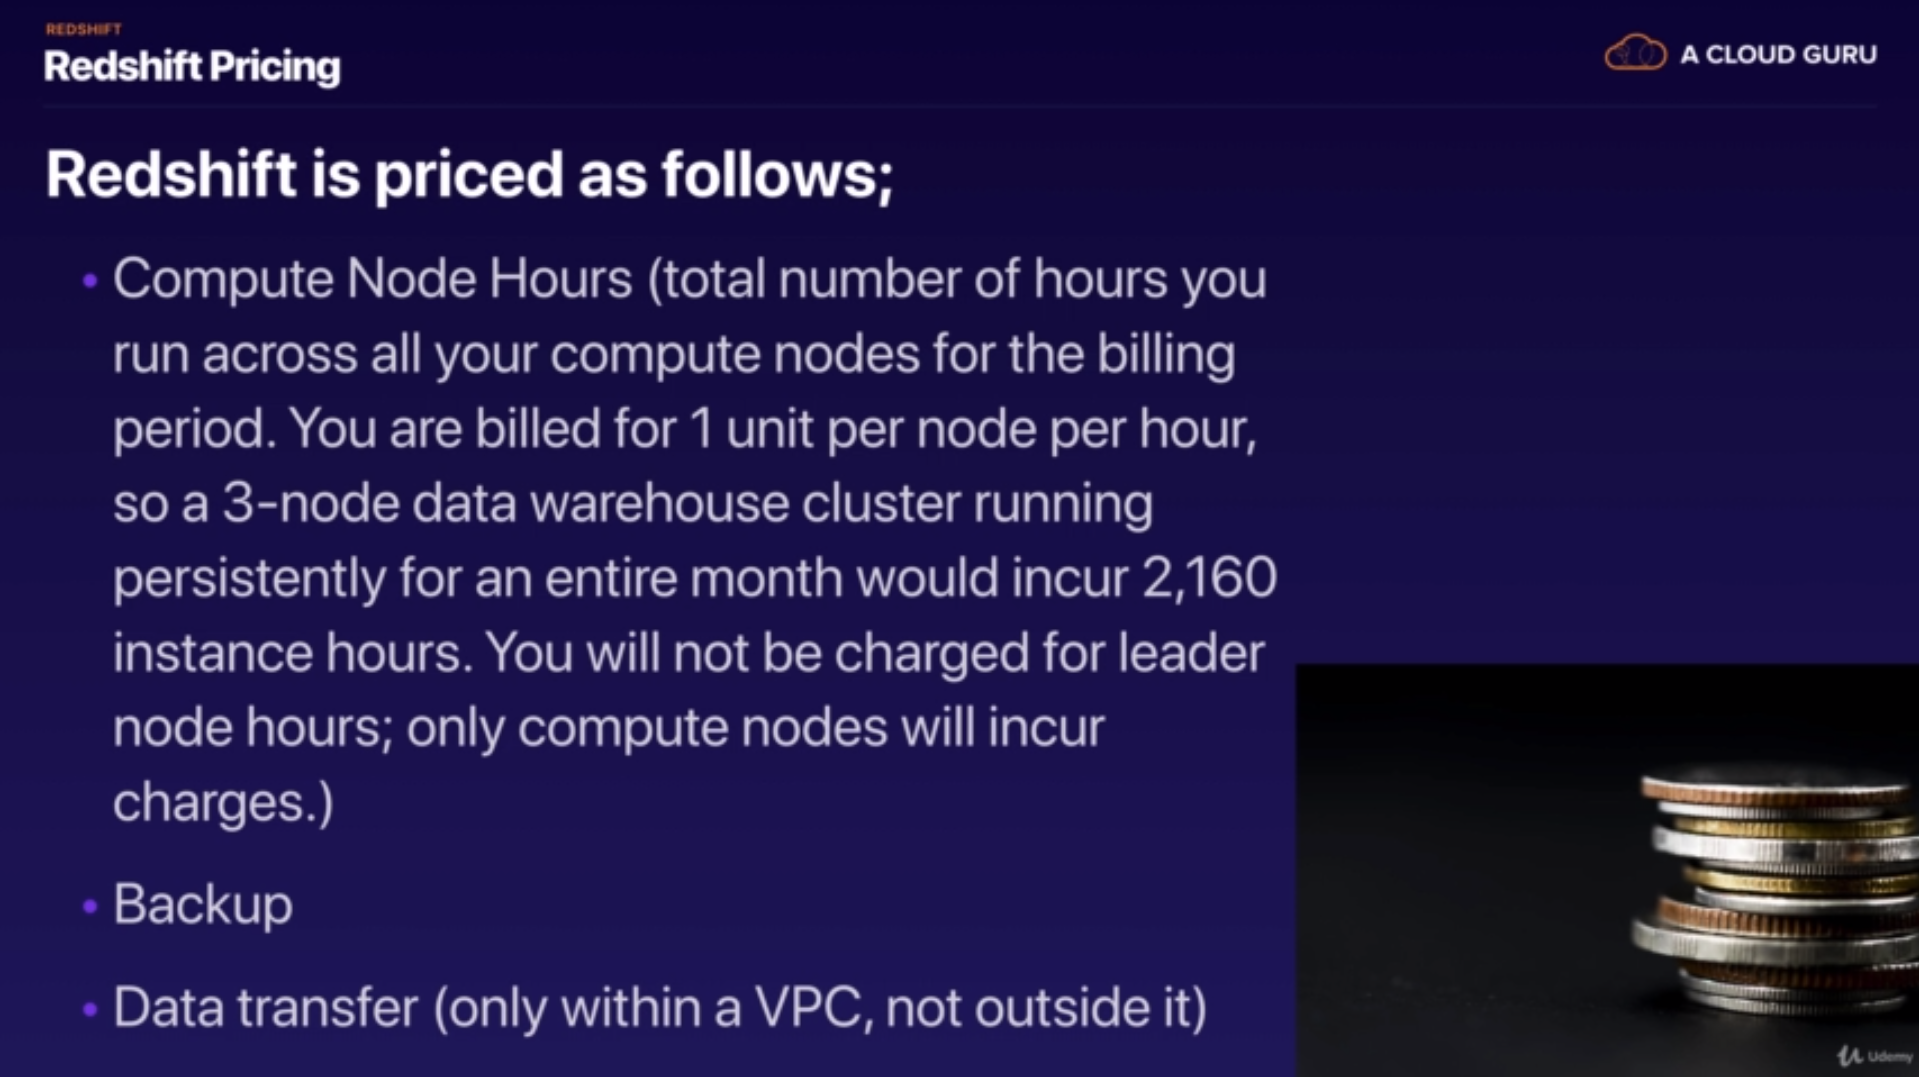 REDSHIFT
Redshift Pricing
A CLOUD GURU
Redshift is priced as follows;
• Compute Node Hours (total number of hours you
run across all your compute nodes for the billing
period. You are billed for 1 unit per node per hour,
so a 3-node data warehouse cluster running
persistently for an entire month would incur 2,160
instance hours. You will not be charged for leader
node hours; only compute nodes will incur
charges.)
• Backup
• Data transfer (only within a VPC, not outside it)
Udemy